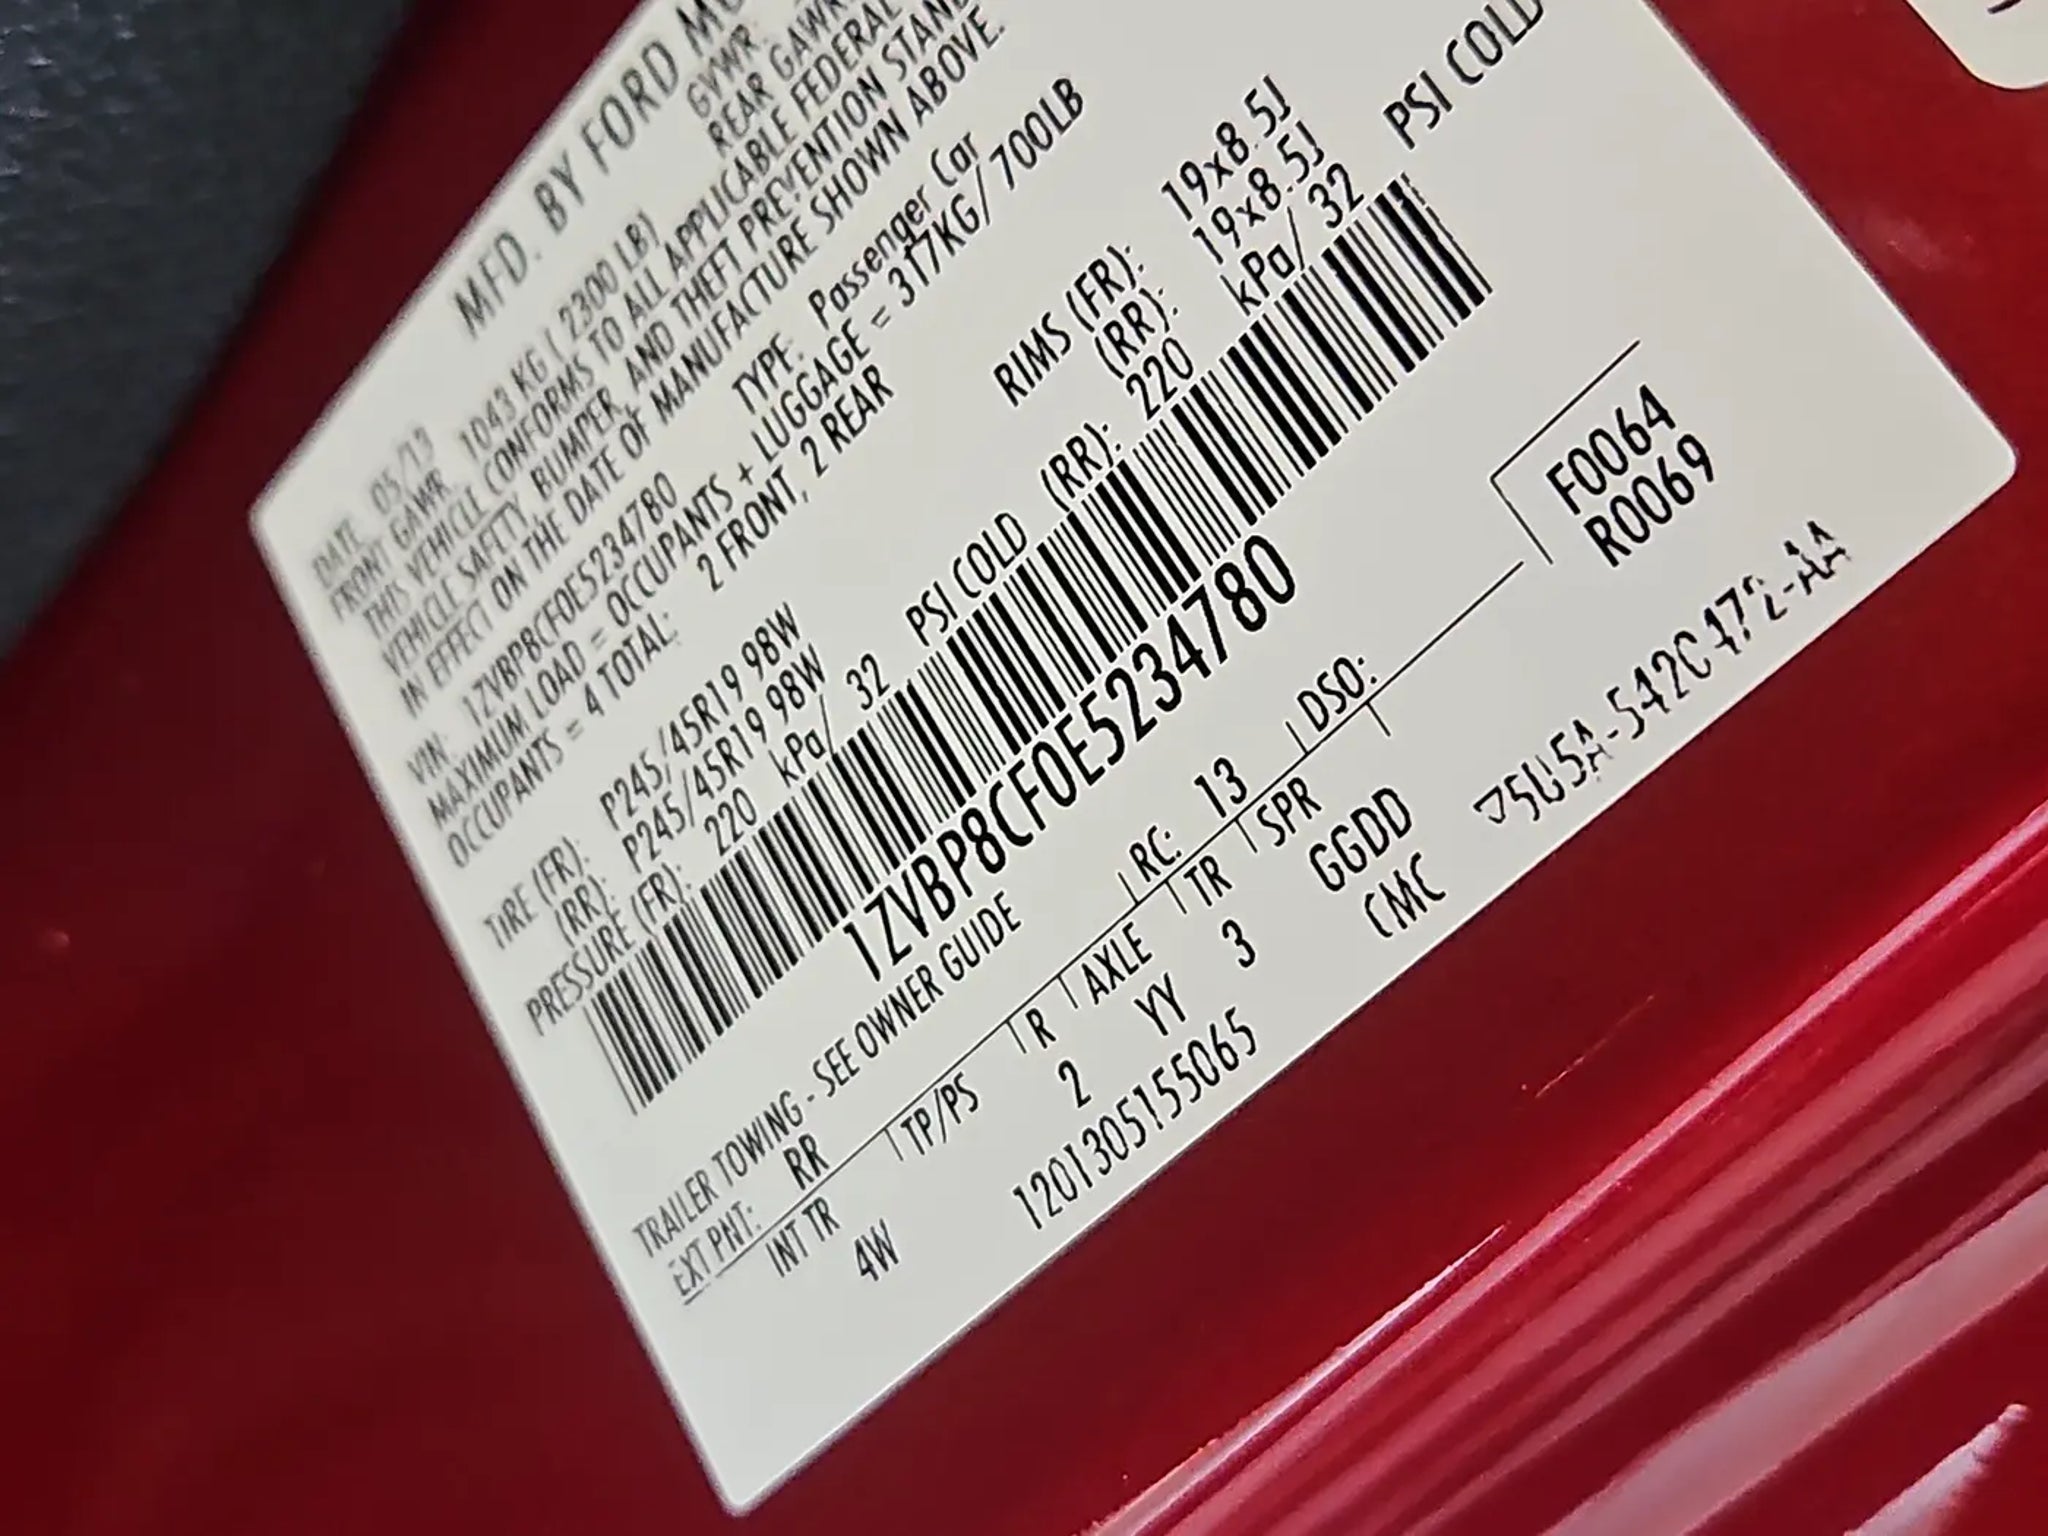 MFD. BY FORD
DATE: 05/13 GVWR:
FRONT GAWR: 1043 KG ( 2300 LB) REAR GAWR
THIS VEHICLE CONFORMS TO ALL APPLICABLE FEDERAL
VEHICLE SAFETY, BUMPER, AND THEFT PREVENTION
IN EFFECT ON THE DATE OF MANUFACTURE SHOWN ABOVE.
VIN: 1ZVBP8CF0E5234780 TYPE: Passenger Car
MAXIMUM LOAD = OCCUPANTS + LUGGAGE = 317KG/ 700LB
OCCUPANTS = 4 TOTAL: 2 FRONT, 2 REAR
TIRE (FR): P245/45R19 98W RIMS (FR): 19x8.5J
(RR): P245/45R19 98W (RR): 19x8.5J
PRESSURE (FR): 220 kPa/ 32 PSI COLD (RR): 220 kPa/ 32 PSI COLD
1ZVBP8CF0E5234780
TRAILER TOWING - SEE OWNER GUIDE
EXT PNT: RR RC: 13 DSO:
F0064
R0069
INT TR TP/PS R AXLE TR SPR
4W 2 YY 3 GGDD
CMC
1201305155065